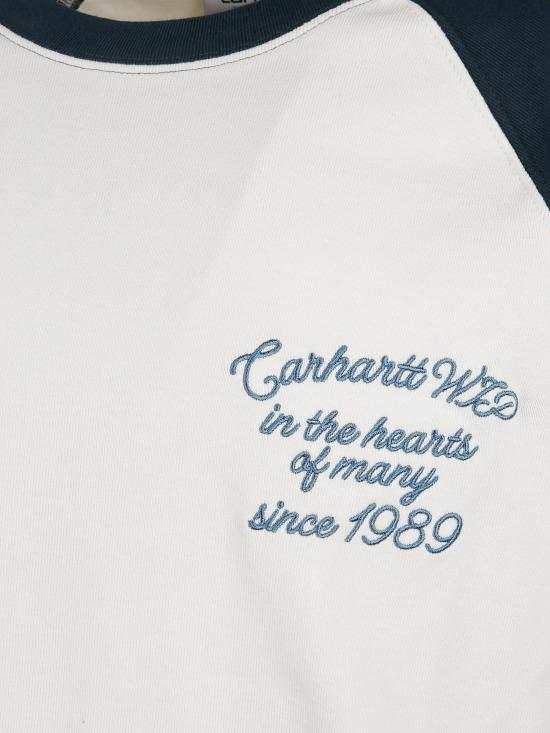 Carhartt WIP
in the hearts
of many
since 1989